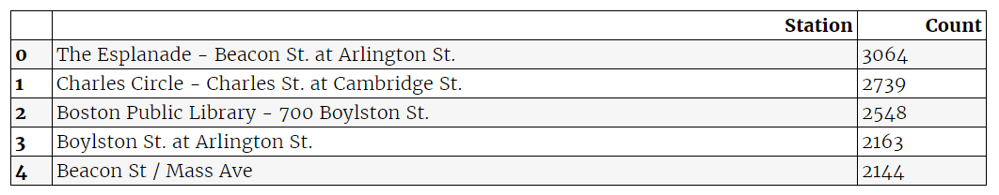 Station Count
0 The Esplanade - Beacon St. at Arlington St. 3064
1 Charles Circle - Charles St. at Cambridge St. 2739
2 Boston Public Library - 700 Boylston St. 2548
3 Boylston St. at Arlington St. 2163
4 Beacon St / Mass Ave 2144